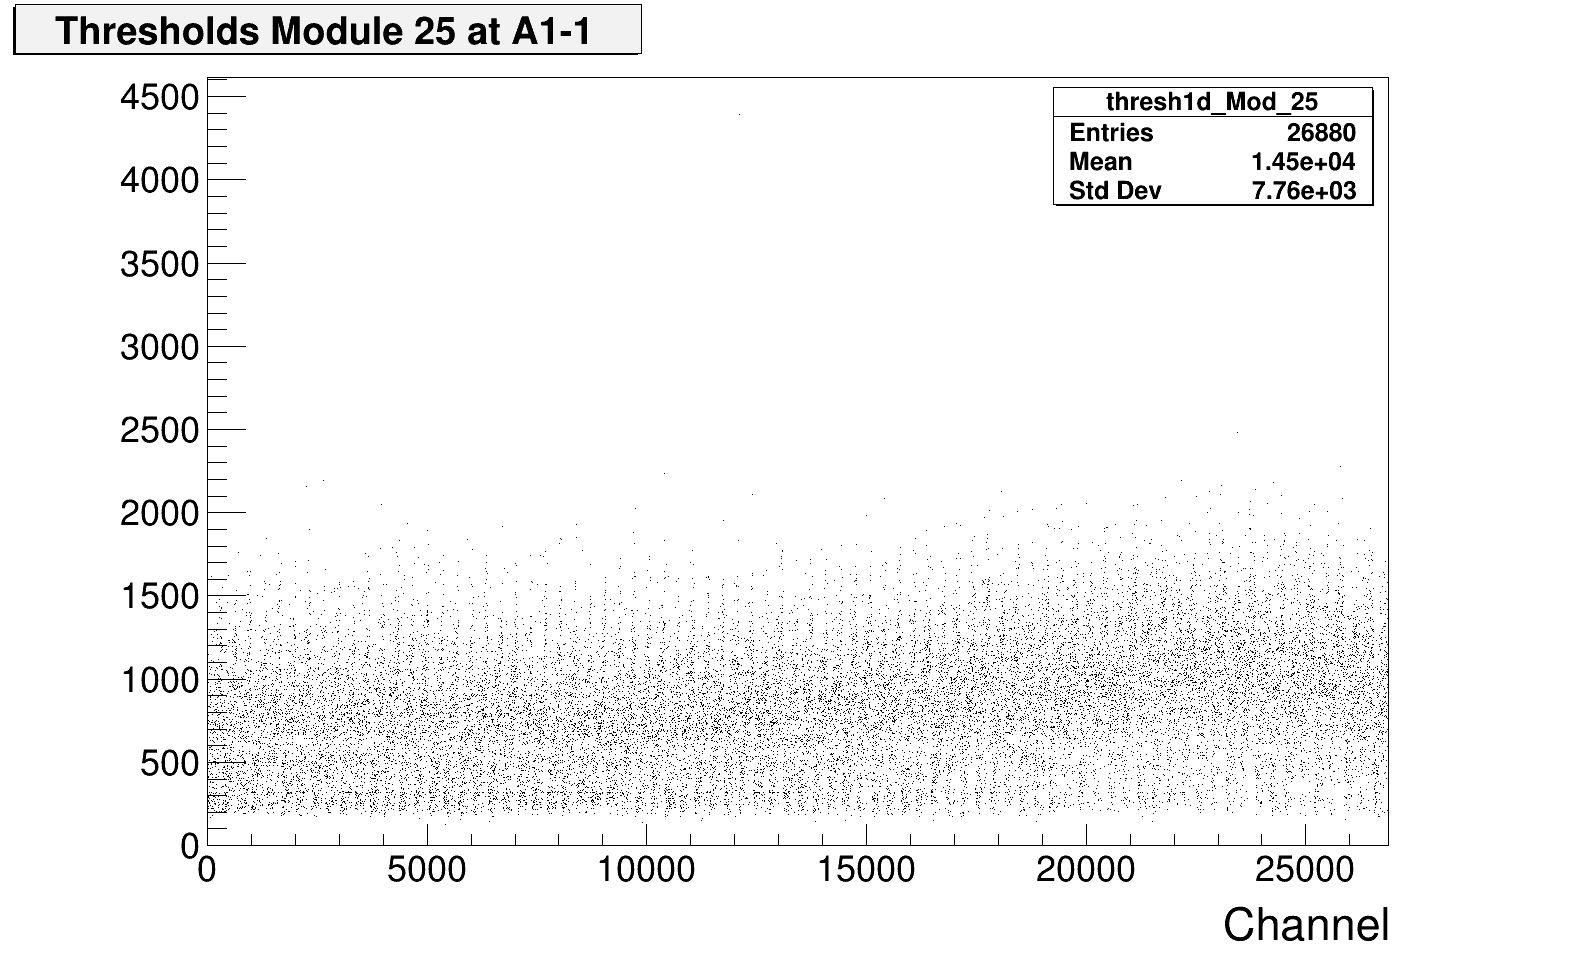 Thresholds Module 25 at A1-1
thresh1d_Mod_25
Entries 26880
Mean 1.45e+04
Std Dev 7.76e+03
4500
4000
3500
3000
2500
2000
1500
1000
500
0
0 5000 10000 15000 20000 25000
Channel